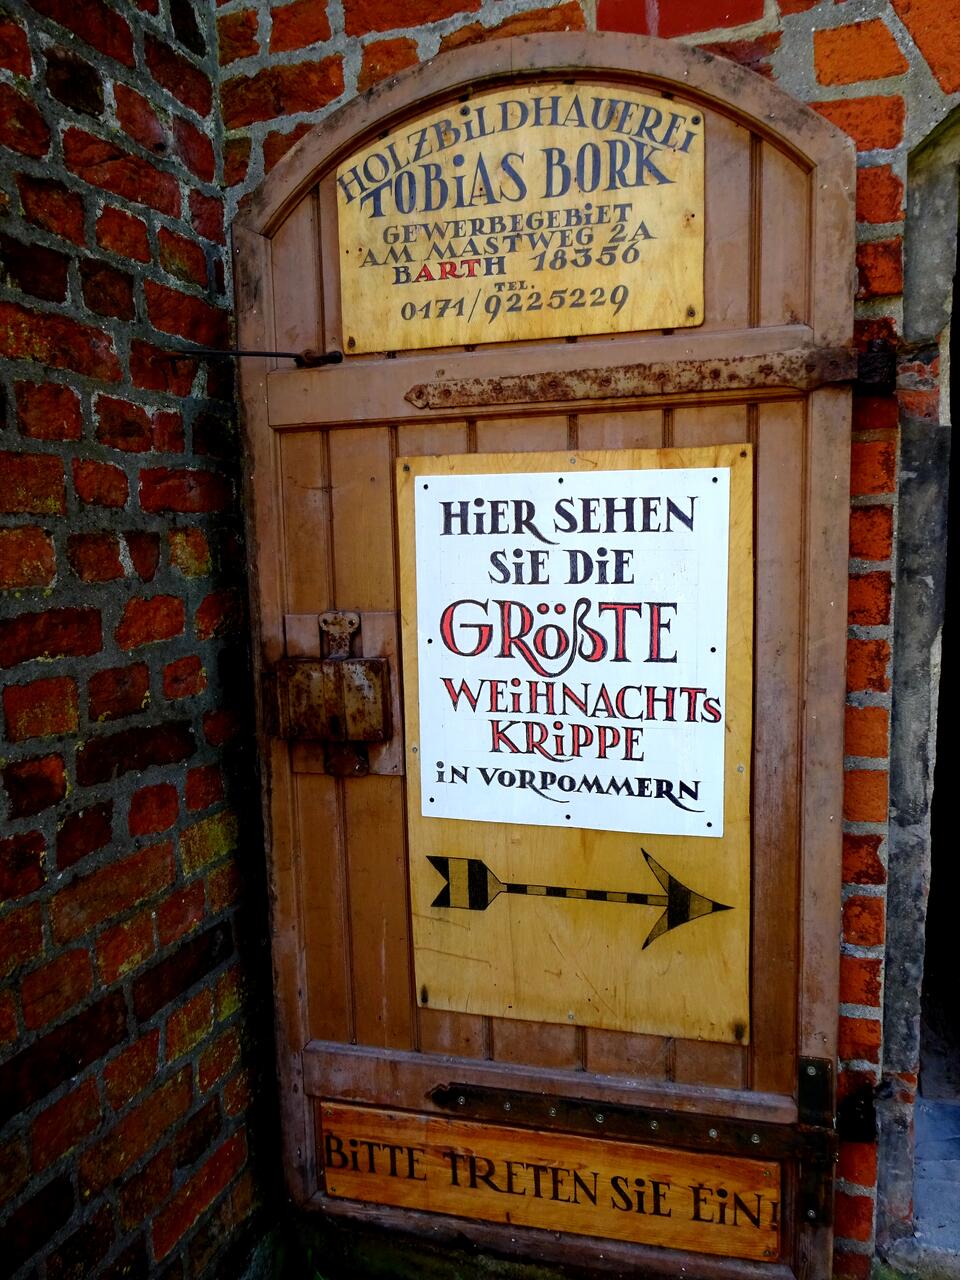 HOLZBiLDHAUEREi
TOBiAS BORK
GEWERBEGEBiET
AM MASTWEG 2A
BARTH 18356
TEL.
0171/9225229
HiER SEHEN
SiE DiE
GRÖßTE
WEiHNACHTS
KRiPPE
iN VORPOMMERN
BiTTE TRETEN SiE EiN!